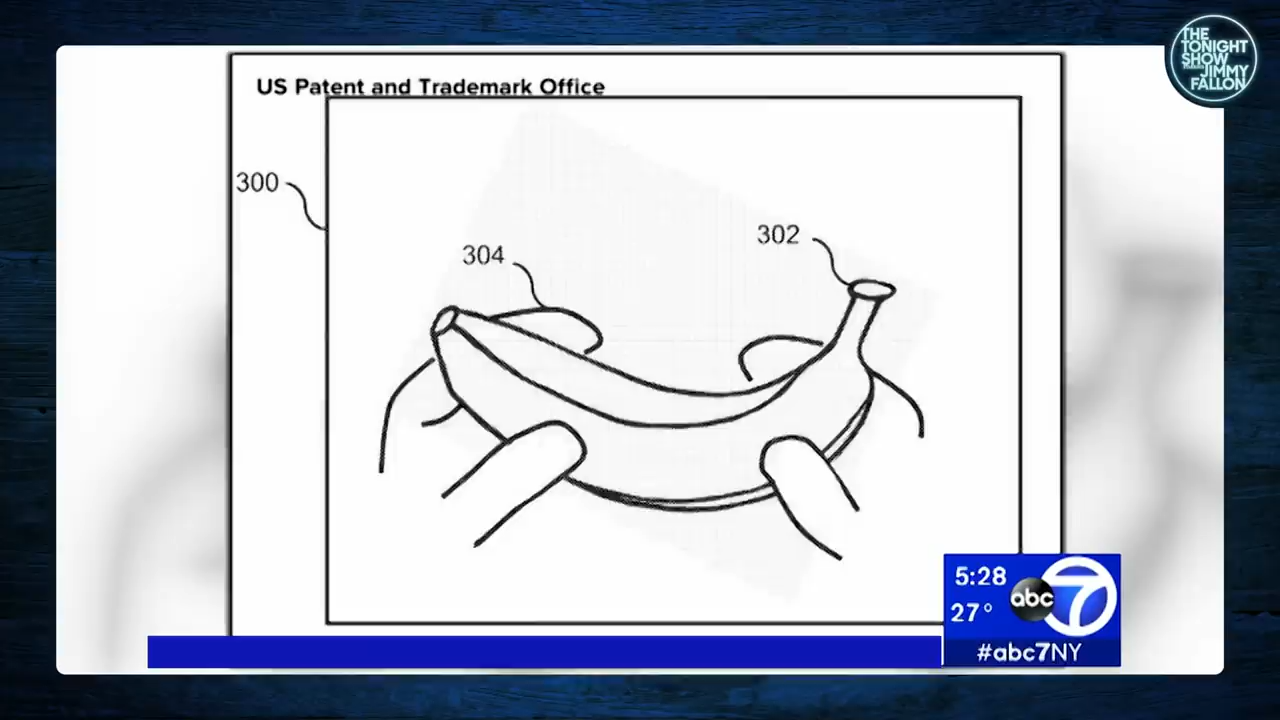 THE
TONIGHT
SHOW
JIMMY
FALLON
US Patent and Trademark Office
300
304
302
5:28
27°
abc 7
#abc7NY